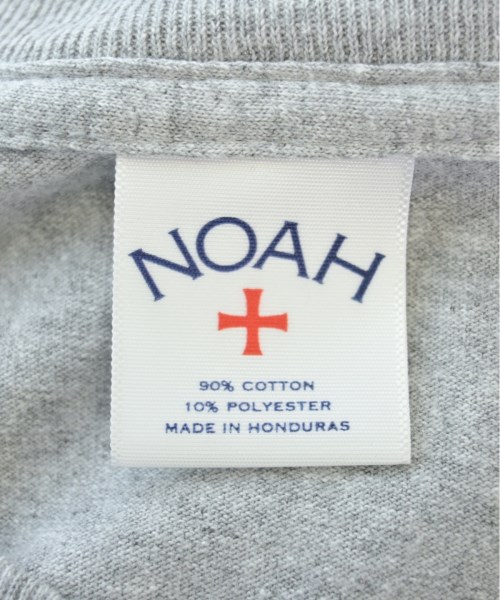 NOAH
90% COTTON
10% POLYESTER
MADE IN HONDURAS